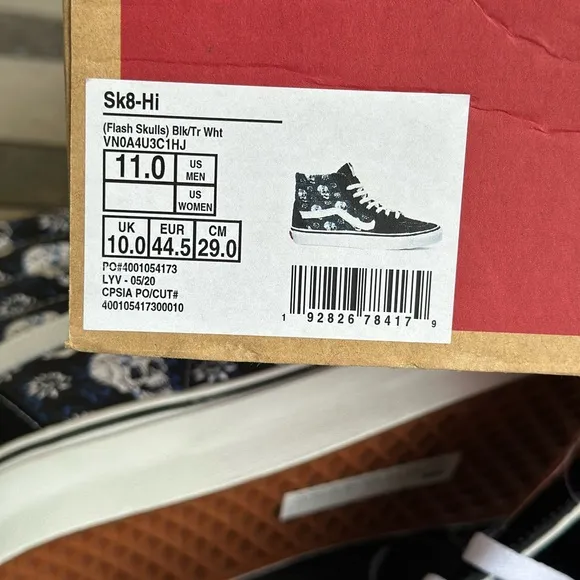 Sk8-Hi
(Flash Skulls) Blk/Tr Wht
VN0A4U3C1HJ
11.0 US MEN
US WOMEN
UK EUR CM
10.0 44.5 29.0
PO#4001054173
LYV - 05/20
CPSIA PO/CUT#
400105417300010
1 92826 78417 9